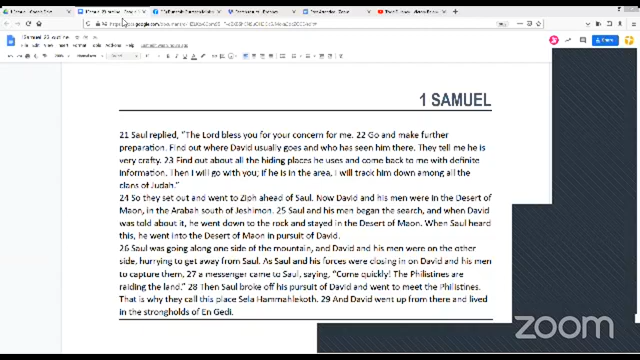 1Samuel 23 outline
File Edit View Insert Format Tools
Share
1 SAMUEL
21 Saul replied, “The Lord bless you for your concern for me. 22 Go and make further
preparation. Find out where David usually goes and who has seen him there. They tell me he is
very crafty. 23 Find out about all the hiding places he uses and come back to me with definite
information. Then I will go with you; if he is in the area, I will track him down among all the
clans of Judah.”
24 So they set out and went to Ziph ahead of Saul. Now David and his men were in the Desert of
Maon, in the Arabah south of Jeshimon. 25 Saul and his men began the search, and when David
was told about it, he went down to the rock and stayed in the Desert of Maon. When Saul heard
this, he went into the Desert of Maon in pursuit of David.
26 Saul was going along one side of the mountain, and David and his men were on the other
side, hurrying to get away from Saul. As Saul and his forces were closing in on David and his men
to capture them, 27 a messenger came to Saul, saying, “Come quickly! The Philistines are
raiding the land.” 28 Then Saul broke off his pursuit of David and went to meet the Philistines.
That is why they call this place Sela Hammahlekoth. 29 And David went up from there and lived
in the strongholds of En Gedi.
zoom